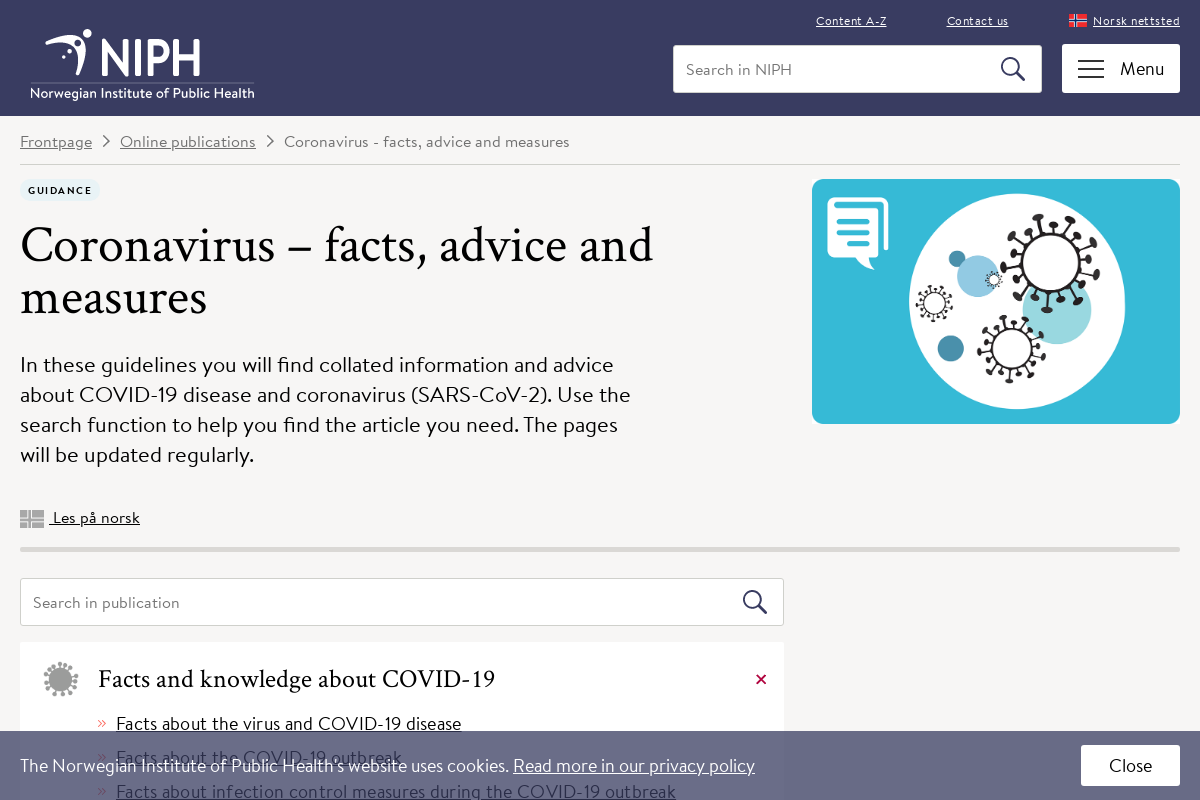 Content A-Z
Contact us
Norsk nettsted
NIPH
Norwegian Institute of Public Health
Search in NIPH
Menu
Frontpage
Online publications
Coronavirus - facts, advice and measures
GUIDANCE
Coronavirus – facts, advice and
measures
In these guidelines you will find collated information and advice
about COVID-19 disease and coronavirus (SARS-CoV-2). Use the
search function to help you find the article you need. The pages
will be updated regularly.
Les på norsk
Search in publication
Facts and knowledge about COVID-19
Facts about the virus and COVID-19 disease
Facts about the COVID-19 outbreak
The Norwegian Institute of Public Health's website uses cookies. Read more in our privacy policy
Close
Facts about infection control measures during the COVID-19 outbreak